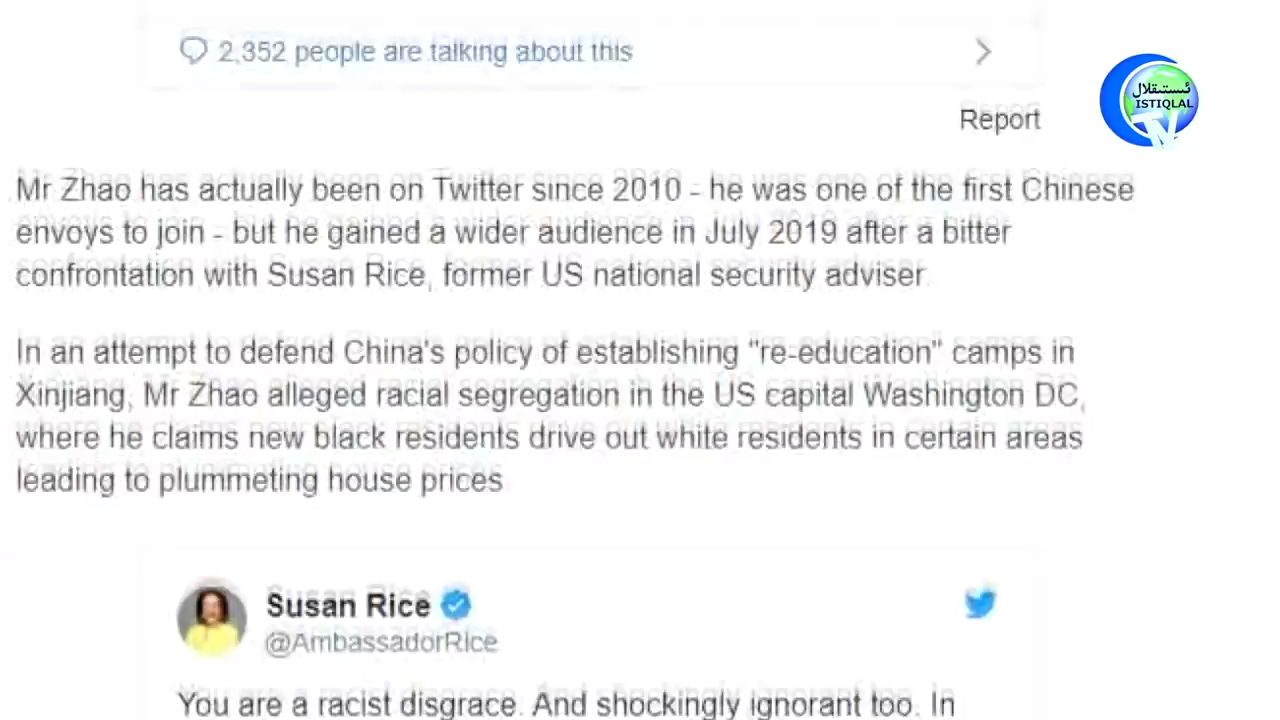 2,352 people are talking about this
ئىستىقلال
ISTIQLAL
TV
Report
Mr Zhao has actually been on Twitter since 2010 - he was one of the first Chinese
envoys to join - but he gained a wider audience in July 2019 after a bitter
confrontation with Susan Rice, former US national security adviser.
In an attempt to defend China's policy of establishing "re-education" camps in
Xinjiang, Mr Zhao alleged racial segregation in the US capital Washington DC,
where he claims new black residents drive out white residents in certain areas
leading to plummeting house prices
Susan Rice
@AmbassadorRice
You are a racist disgrace. And shockingly ignorant too. In